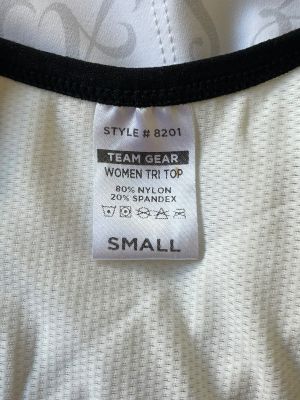 STYLE # 8201
TEAM GEAR
WOMEN TRI TOP
80% NYLON
20% SPANDEX
SMALL